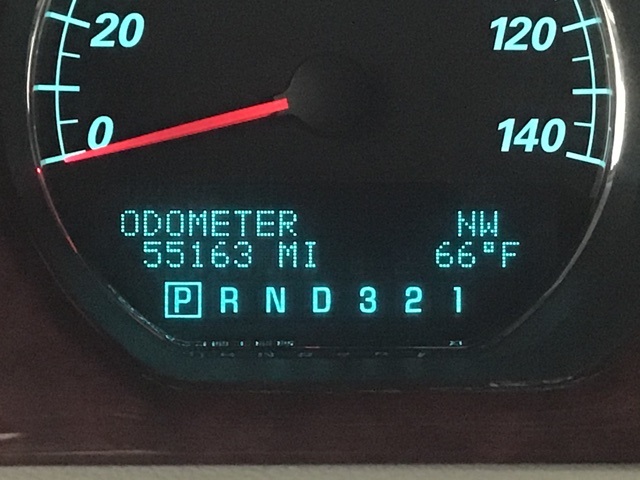 20 120
0 140
ODOMETER NW
55163 MI 66°F
P R N D 3 2 1